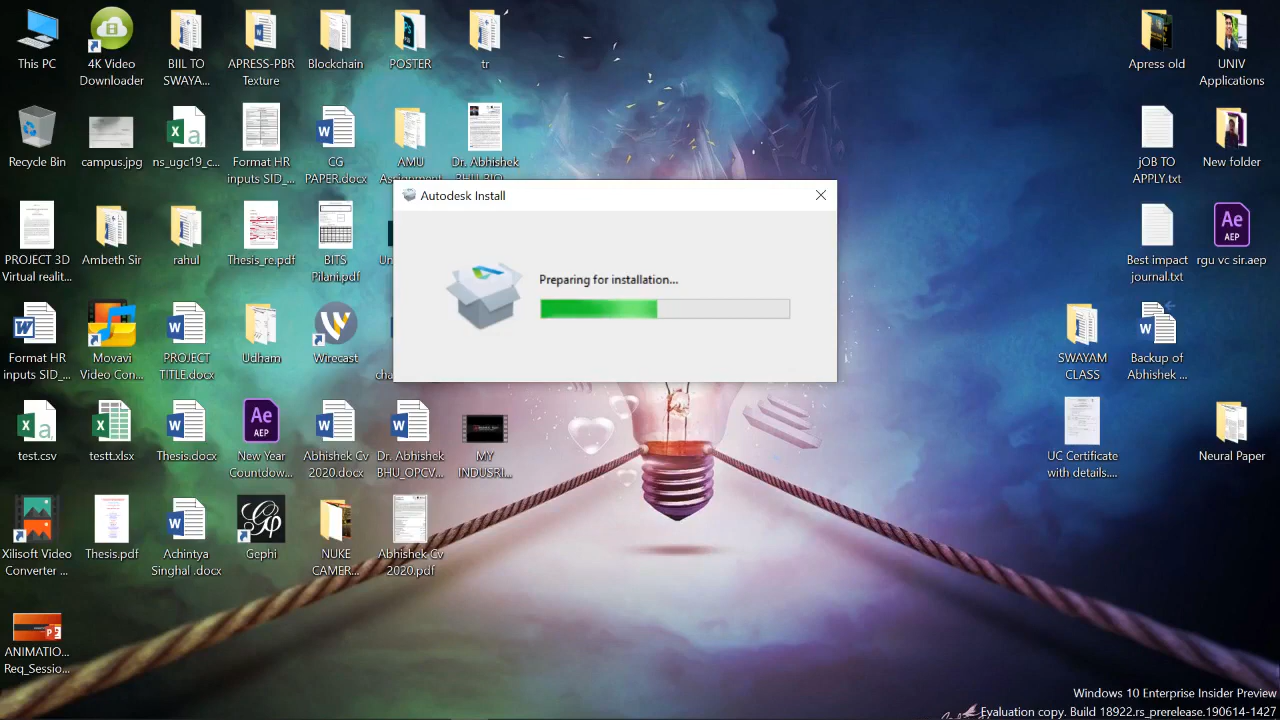 This PC
4K Video
Downloader
BIIL TO
SWAYA...
APRESS-PBR
Texture
Blockchain
POSTER
tr
Apress old
UNIV
Applications
Recycle Bin
campus.jpg
ns_ugc19_c...
Format HR
inputs SID_...
CG
PAPER.docx
AMU
Assignment
Dr. Abhishek
jOB TO
APPLY.txt
New folder
Autodesk Install
Preparing for installation...
PROJECT 3D
Virtual realit...
Ambeth Sir
rahul
Thesis_re.pdf
BITS
Pilani.pdf
Best impact
journal.txt
rgu vc sir.aep
Format HR
inputs SID_...
Movavi
Video Con...
PROJECT
TITLE.docx
Udham
Wirecast
SWAYAM
CLASS
Backup of
Abhishek ...
test.csv
testt.xlsx
Thesis.docx
Ae
AEP
New Year
Countdow...
Abhishek Cv
2020.docx
Dr. Abhishek
BHU_OPCV...
MY
INDUSRI...
UC Certificate
with details....
Neural Paper
Xilisoft Video
Converter ...
Thesis.pdf
Achintya
Singhal .docx
Gephi
NUKE
CAMER...
Abhishek Cv
2020.pdf
ANIMATIO...
Req_Sessio...
Windows 10 Enterprise Insider Preview
Evaluation copy. Build 18922.rs_prerelease.190614-1427